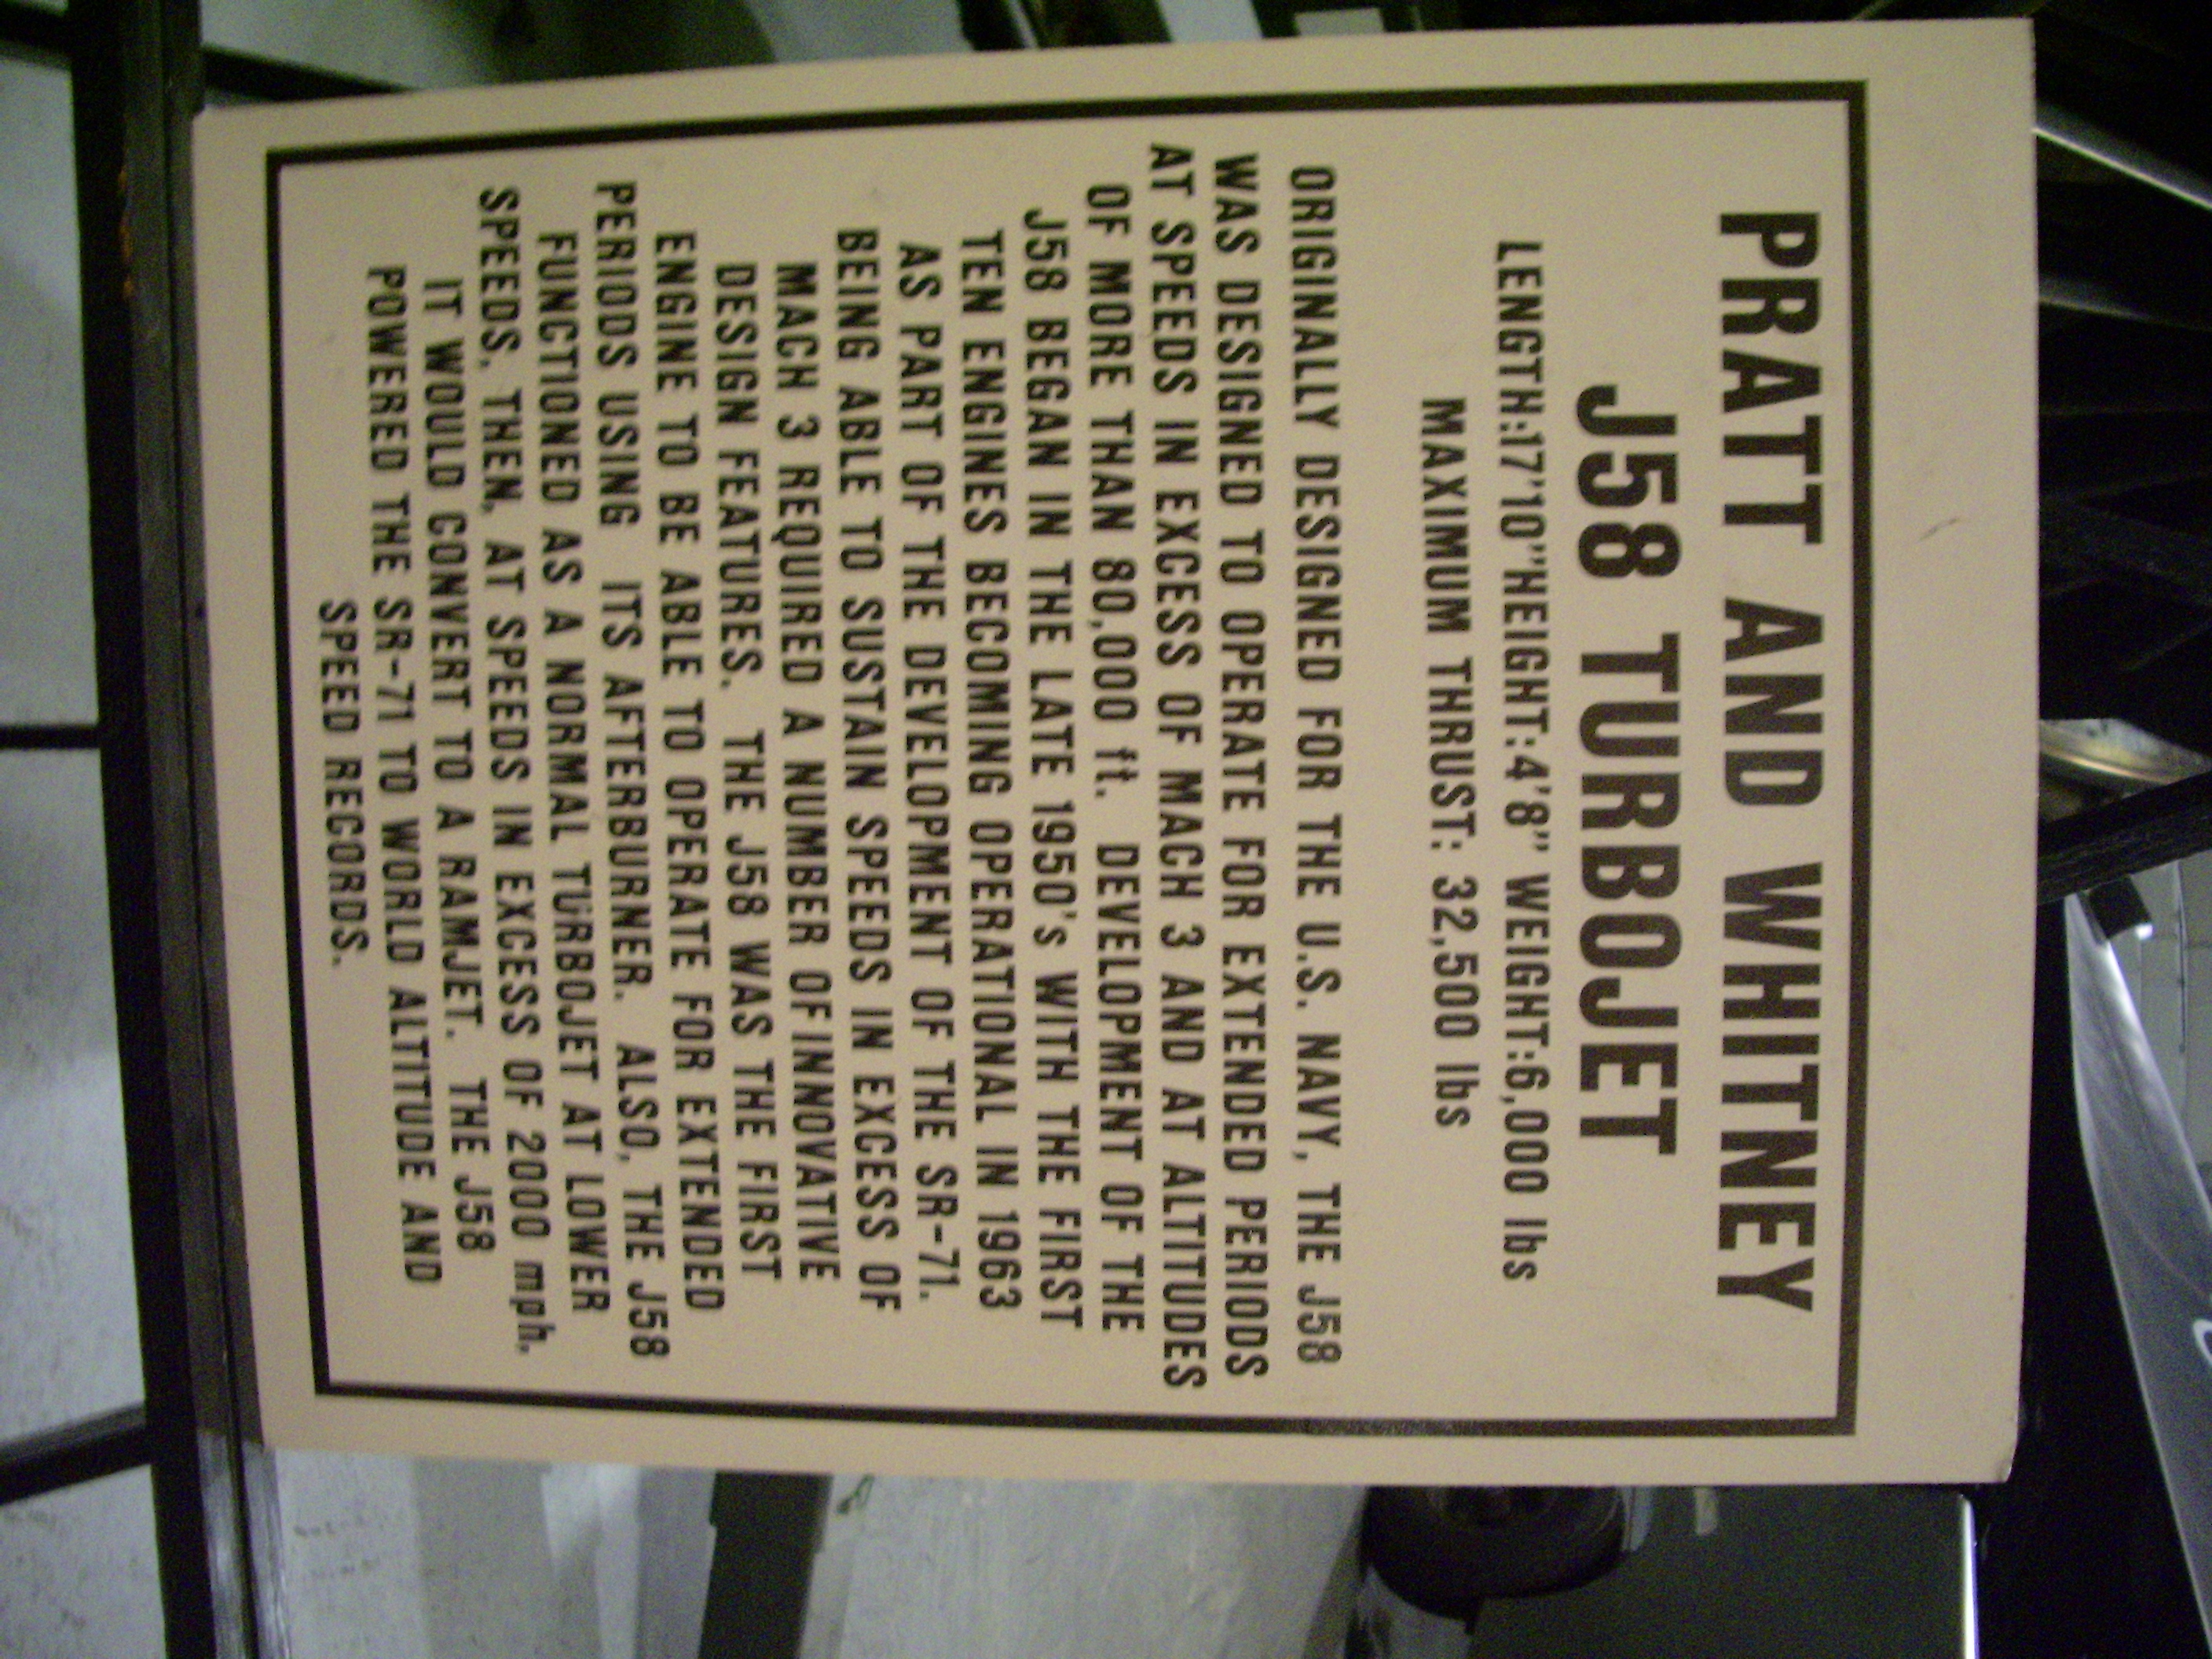 PRATT AND WHITNEY
J58 TURBOJET
LENGTH:17'10"HEIGHT:4'8" WEIGHT:6,000 lbs
MAXIMUM THRUST: 32,500 lbs
ORIGINALLY DESIGNED FOR THE U.S. NAVY, THE J58
WAS DESIGNED TO OPERATE FOR EXTENDED PERIODS
AT SPEEDS IN EXCESS OF MACH 3 AND AT ALTITUDES
OF MORE THAN 80,000 ft. DEVELOPMENT OF THE
J58 BEGAN IN THE LATE 1950's WITH THE FIRST
TEN ENGINES BECOMING OPERATIONAL IN 1963
AS PART OF THE DEVELOPMENT OF THE SR-71.
BEING ABLE TO SUSTAIN SPEEDS IN EXCESS OF
MACH 3 REQUIRED A NUMBER OF INNOVATIVE
DESIGN FEATURES. THE J58 WAS THE FIRST
ENGINE TO BE ABLE TO OPERATE FOR EXTENDED
PERIODS USING ITS AFTERBURNER. ALSO, THE J58
FUNCTIONED AS A NORMAL TURBOJET AT LOWER
SPEEDS, THEN, AT SPEEDS IN EXCESS OF 2000 mph,
IT WOULD CONVERT TO A RAMJET. THE J58
POWERED THE SR-71 TO WORLD ALTITUDE AND
SPEED RECORDS.